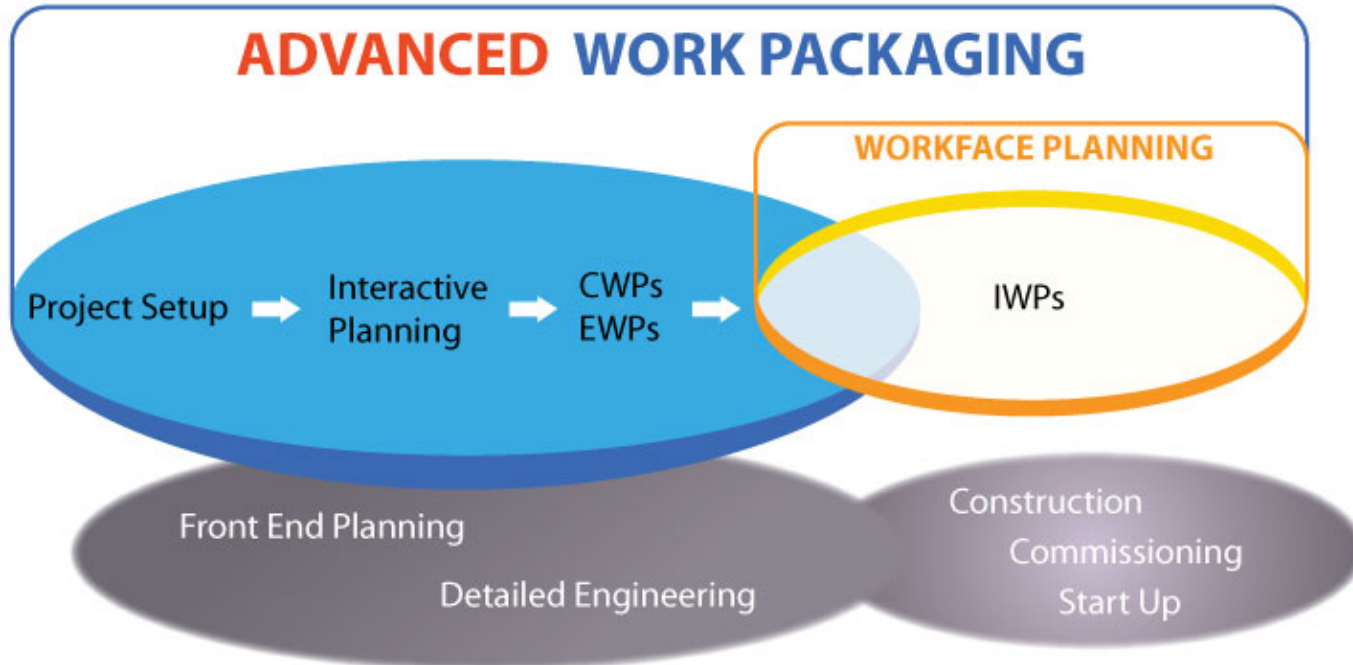 ADVANCED WORK PACKAGING
WORKFACE PLANNING
Project Setup
Interactive
Planning
CWPs
EWPs
IWPs
Front End Planning
Detailed Engineering
Construction
Commissioning
Start Up